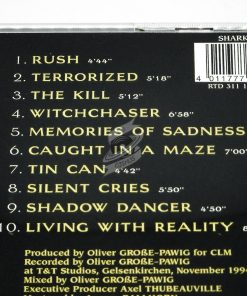 SHARK
1. RUSH 4'44"
2. TERRORIZED 5'18"
3. THE KILL 5'12"
4 011777
4. WITCHCHASER 6'58"
RTD 311 1
5. MEMORIES OF SADNESS
6. CAUGHT IN A MAZE 7'00"
7. TIN CAN 4'42"
8. SILENT CRIES 5'50"
9. SHADOW DANCER 6'50"
10. LIVING WITH REALITY
Produced by Oliver GROßE-PAWIG for CLM
Recorded by Oliver GROßE-PAWIG
at T&T Studios, Gelsenkirchen, November 199
Mixed by Oliver GROßE-PAWIG
Executive Producer Axel THUBEAUVILLE